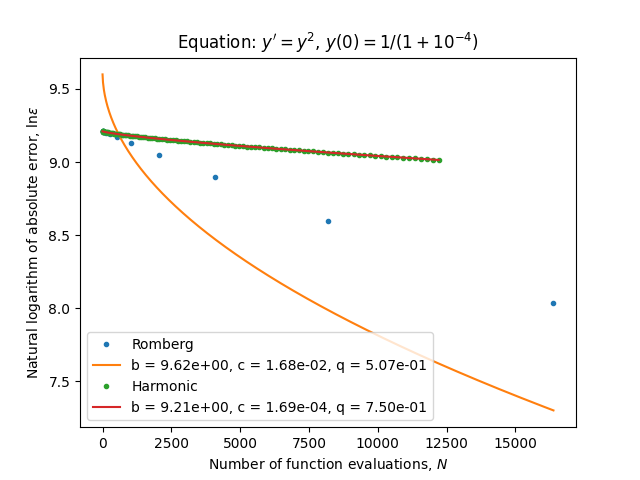 Equation: y′ = y², y(0) = 1/(1 + 10⁻⁴)
Natural logarithm of absolute error, lnε
9.5
9.0
8.5
8.0
7.5
Romberg
b = 9.62e+00, c = 1.68e-02, q = 5.07e-01
Harmonic
b = 9.21e+00, c = 1.69e-04, q = 7.50e-01
0 2500 5000 7500 10000 12500 15000
Number of function evaluations, N